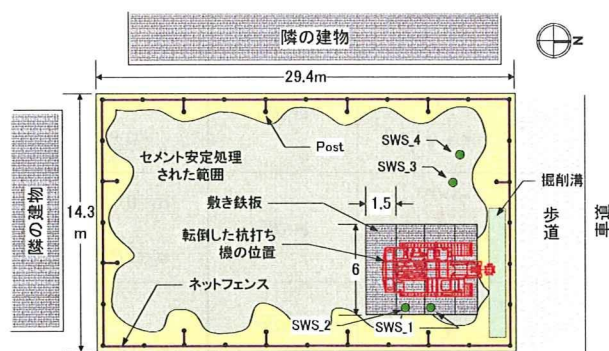 隣の建物
N
29.4m
Post
SWS_4
SWS_3
セメント安定処理
された範囲
掘削溝
隣の建物
14.3
m
敷き鉄板
1.5
歩道
車道
転倒した杭打ち
機の位置
6
ネットフェンス
SWS_2
SWS_1